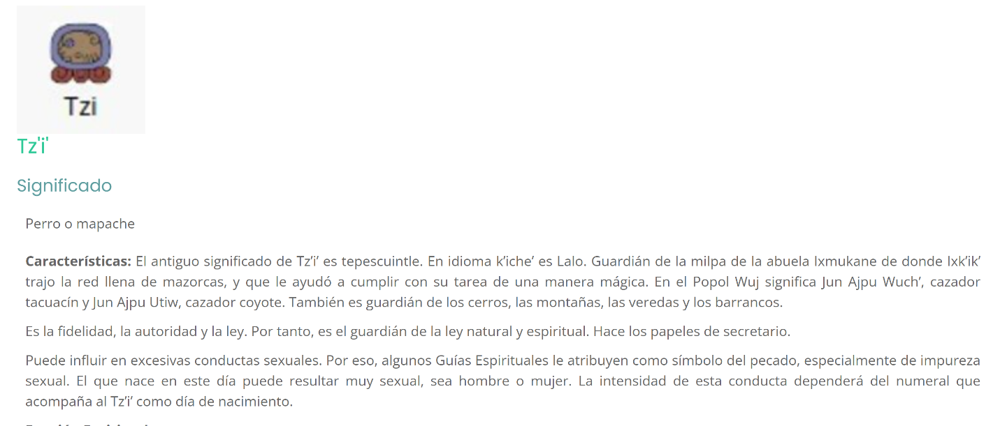 Tzi
Tz'i'
Significado
Perro o mapache
Características: El antiguo significado de Tz’i’ es tepescuintle. En idioma k’iche’ es Lalo. Guardián de la milpa de la abuela Ixmukane de donde Ixk’ik’
trajo la red llena de mazorcas, y que le ayudó a cumplir con su tarea de una manera mágica. En el Popol Wuj significa Jun Ajpu Wuch’, cazador
tacuacín y Jun Ajpu Utiw, cazador coyote. También es guardián de los cerros, las montañas, las veredas y los barrancos.
Es la fidelidad, la autoridad y la ley. Por tanto, es el guardián de la ley natural y espiritual. Hace los papeles de secretario.
Puede influir en excesivas conductas sexuales. Por eso, algunos Guías Espirituales le atribuyen como símbolo del pecado, especialmente de impureza
sexual. El que nace en este día puede resultar muy sexual, sea hombre o mujer. La intensidad de esta conducta dependerá del numeral que
acompaña al Tz’i’ como día de nacimiento.